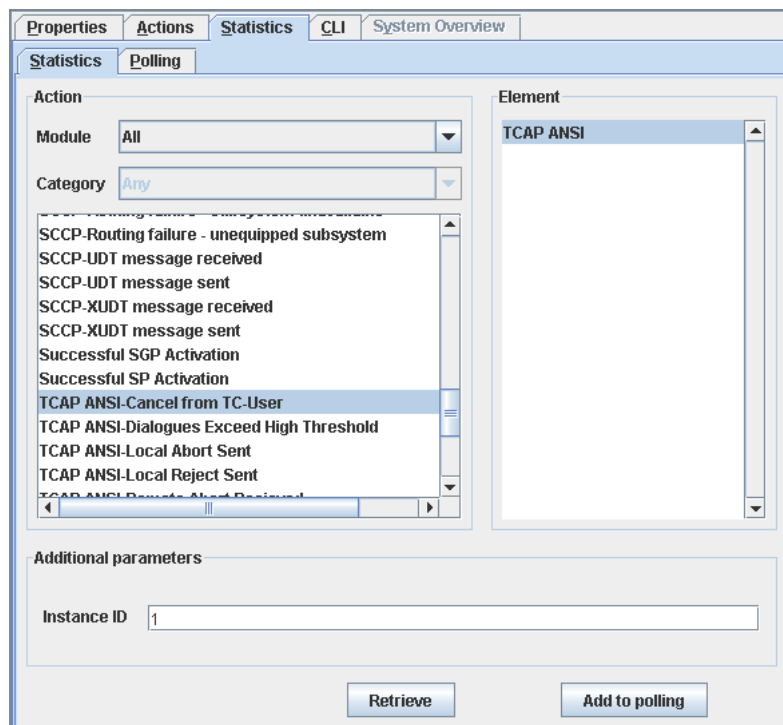 Properties Actions Statistics CLI System Overview
Statistics Polling
Action
Module All
Category Any
SCCP-Routing failure - unequipped subsystem
SCCP-UDT message received
SCCP-UDT message sent
SCCP-XUDT message received
SCCP-XUDT message sent
Successful SGP Activation
Successful SP Activation
TCAP ANSI-Cancel from TC-User
TCAP ANSI-Dialogues Exceed High Threshold
TCAP ANSI-Local Abort Sent
TCAP ANSI-Local Reject Sent
Element
TCAP ANSI
Additional parameters
Instance ID 1
Retrieve Add to polling